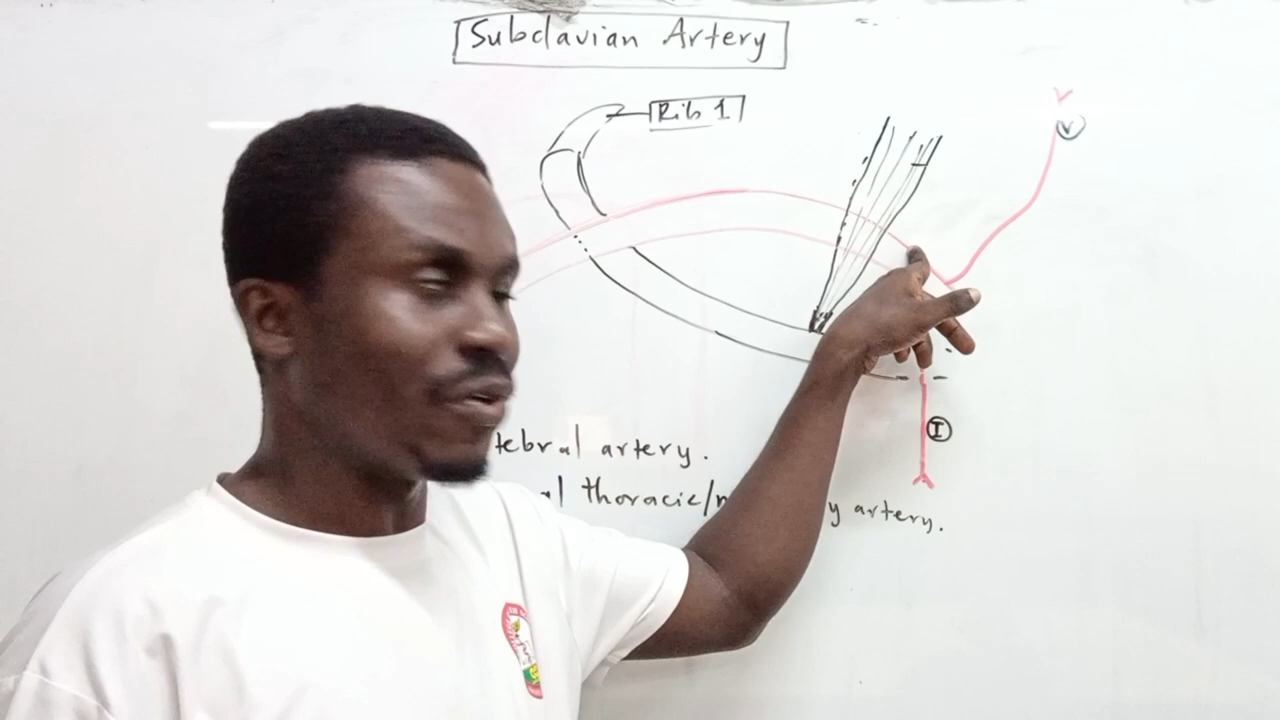 Subclavian Artery
Rib 1
V
I
tebral artery.
al thoracic/m y artery.